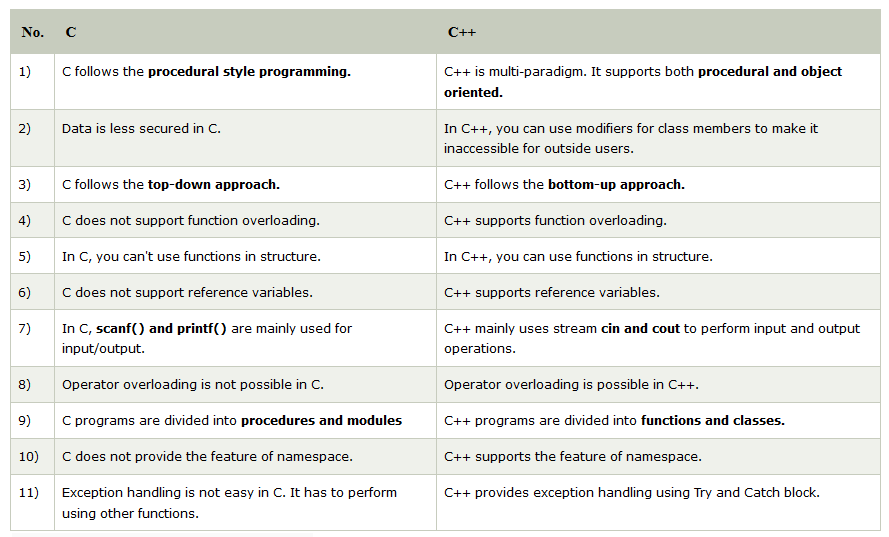 No. C C++
1) C follows the procedural style programming. C++ is multi-paradigm. It supports both procedural and object
oriented.
2) Data is less secured in C. In C++, you can use modifiers for class members to make it
inaccessible for outside users.
3) C follows the top-down approach. C++ follows the bottom-up approach.
4) C does not support function overloading. C++ supports function overloading.
5) In C, you can't use functions in structure. In C++, you can use functions in structure.
6) C does not support reference variables. C++ supports reference variables.
7) In C, scanf() and printf() are mainly used for
input/output.
C++ mainly uses stream cin and cout to perform input and output
operations.
8) Operator overloading is not possible in C. Operator overloading is possible in C++.
9) C programs are divided into procedures and modules C++ programs are divided into functions and classes.
10) C does not provide the feature of namespace. C++ supports the feature of namespace.
11) Exception handling is not easy in C. It has to perform
using other functions.
C++ provides exception handling using Try and Catch block.